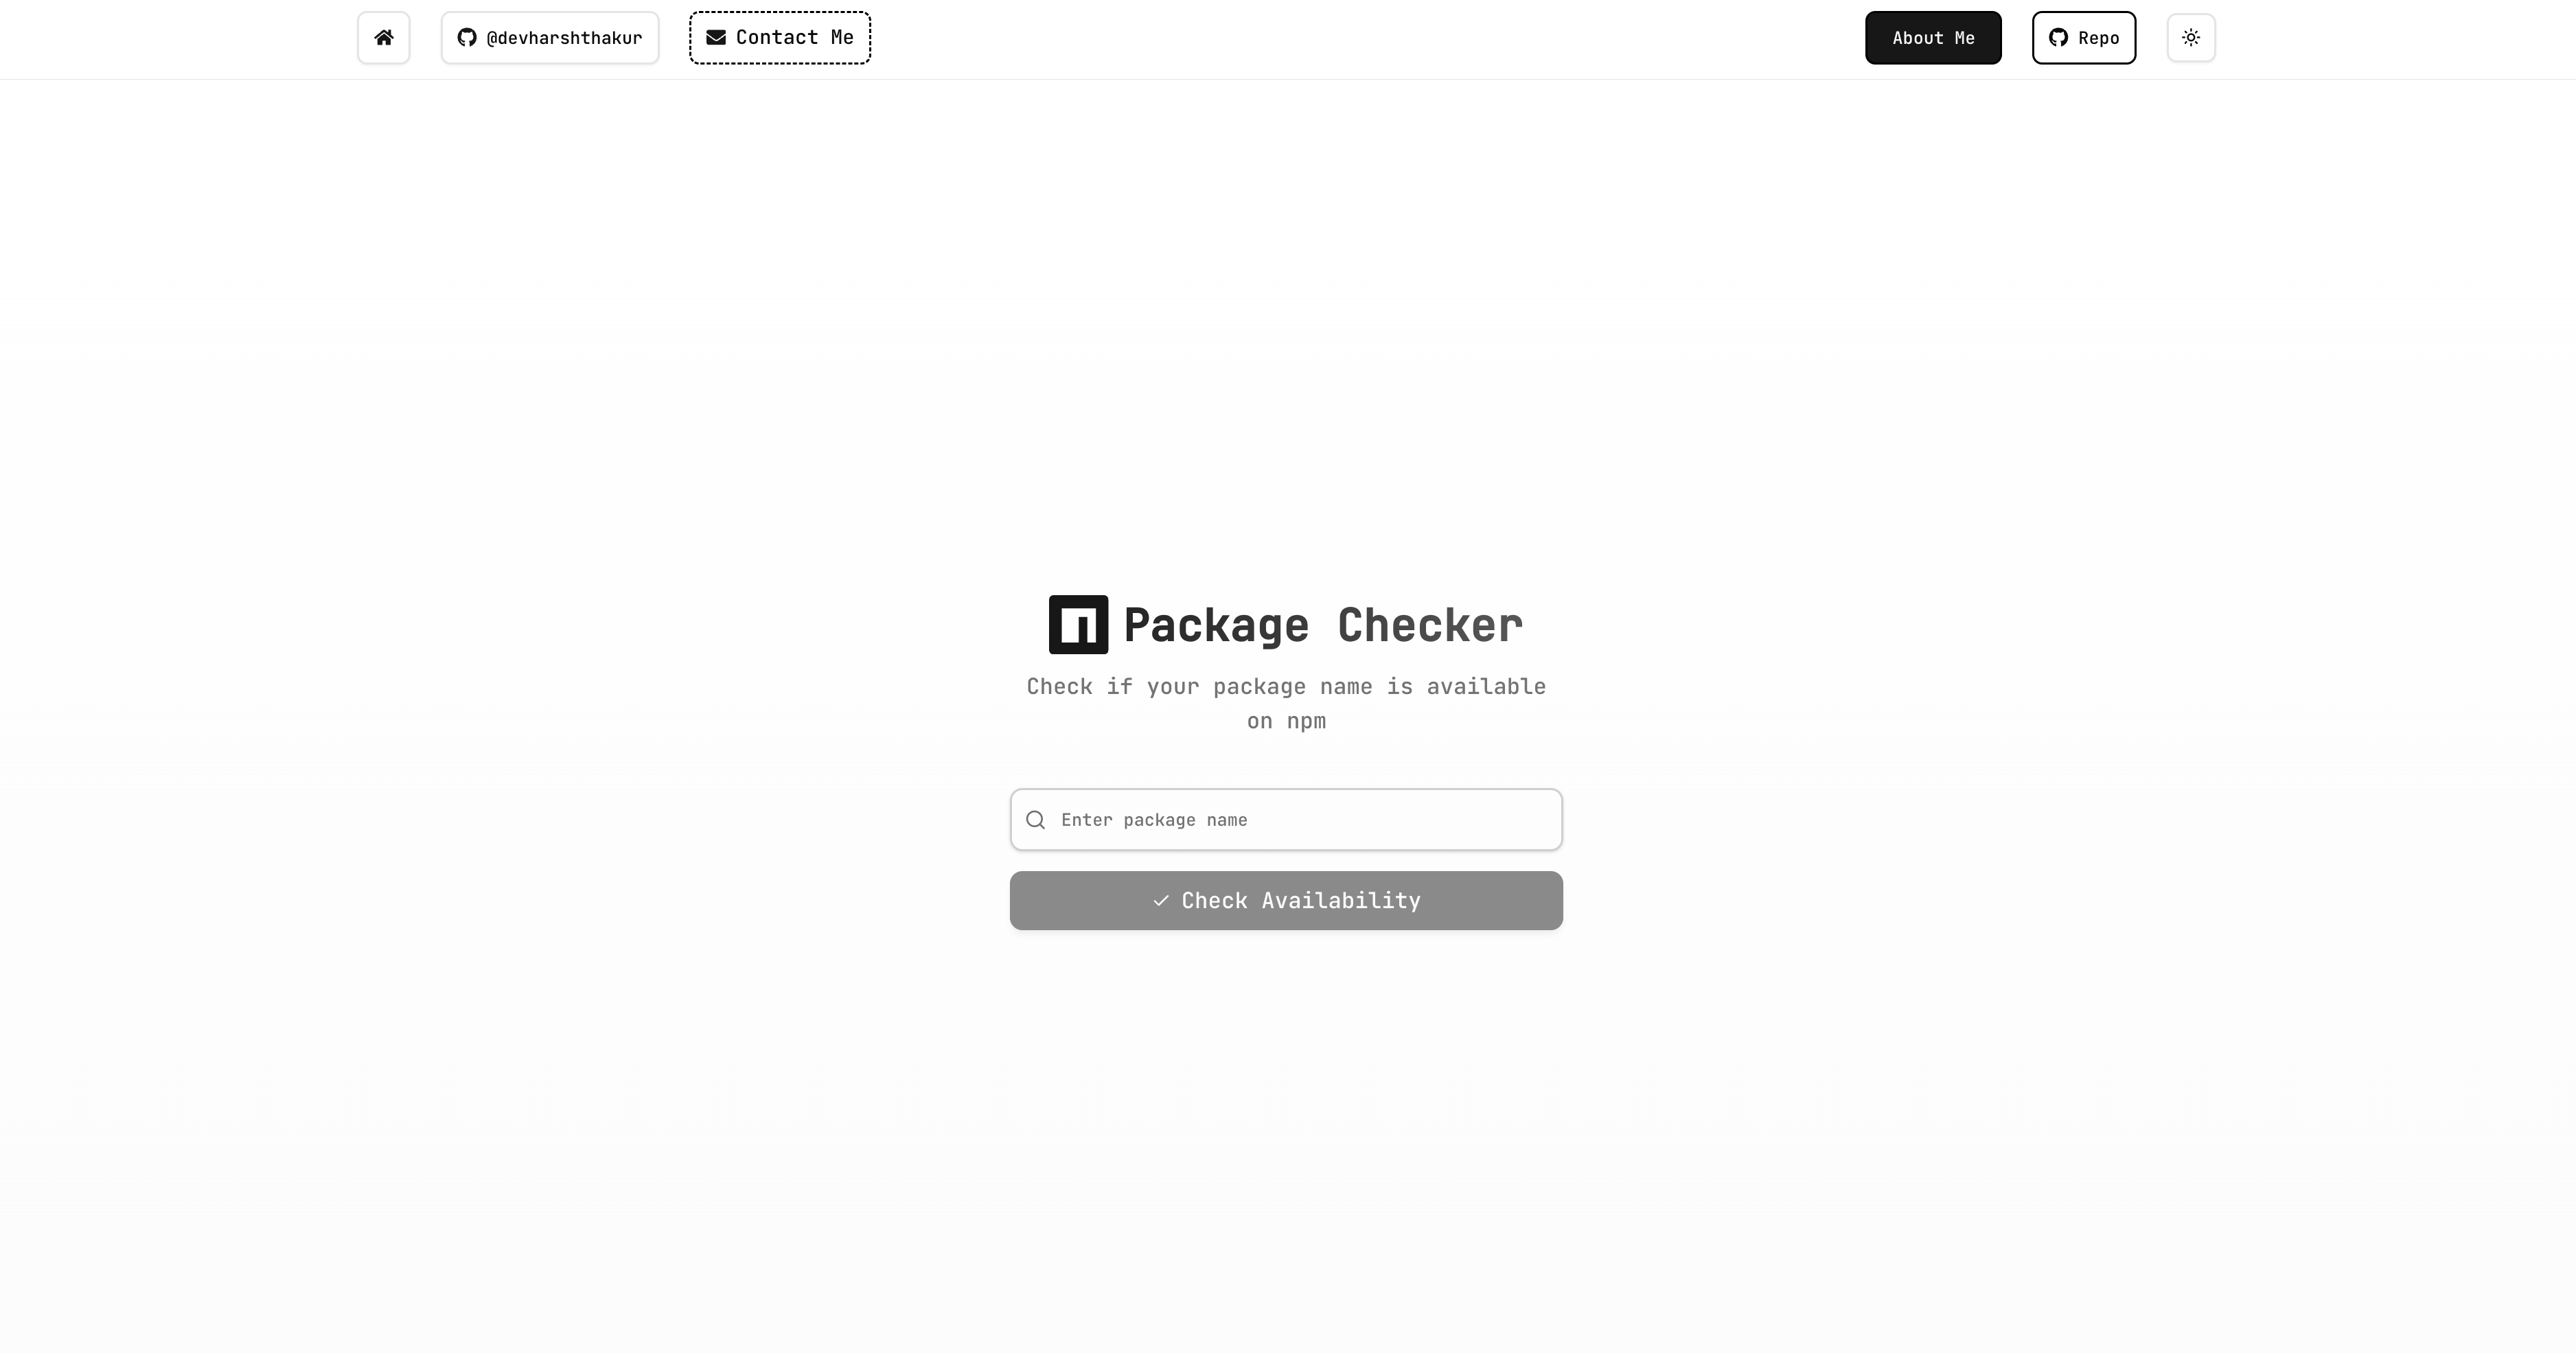 @devharshthakur
Contact Me
About Me
Repo
Package Checker
Check if your package name is available
on npm
Enter package name
Check Availability